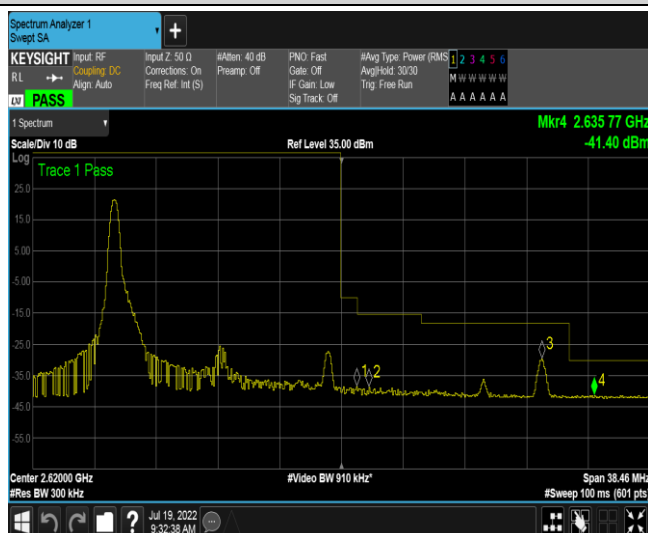 Spectrum Analyzer 1
Swept SA
+
KEYSIGHT Input: RF Input Z: 50 Ω #Atten: 40 dB PNO: Fast #Avg Type: Power (RMS 1 2 3 4 5 6
RL Coupling: DC Corrections: On Preamp: Off Gate: Off Avg|Hold: 30/30 M W W W W W
Align: Auto Freq Ref: Int (S) IF Gain: Low Trig: Free Run
Sig Track: Off A A A A A A
LXI PASS
1 Spectrum Mkr4 2.635 77 GHz
Scale/Div 10 dB Ref Level 35.00 dBm -41.40 dBm
Log
Trace 1 Pass
25.0
15.0
5.00
-5.00
-15.0
-25.0
3
-35.0
1 2 4
-45.0
-55.0
Center 2.62000 GHz #Video BW 910 kHz* Span 38.46 MHz
#Res BW 300 kHz #Sweep 100 ms (601 pts)
? Jul 19, 2022
9:32:38 AM